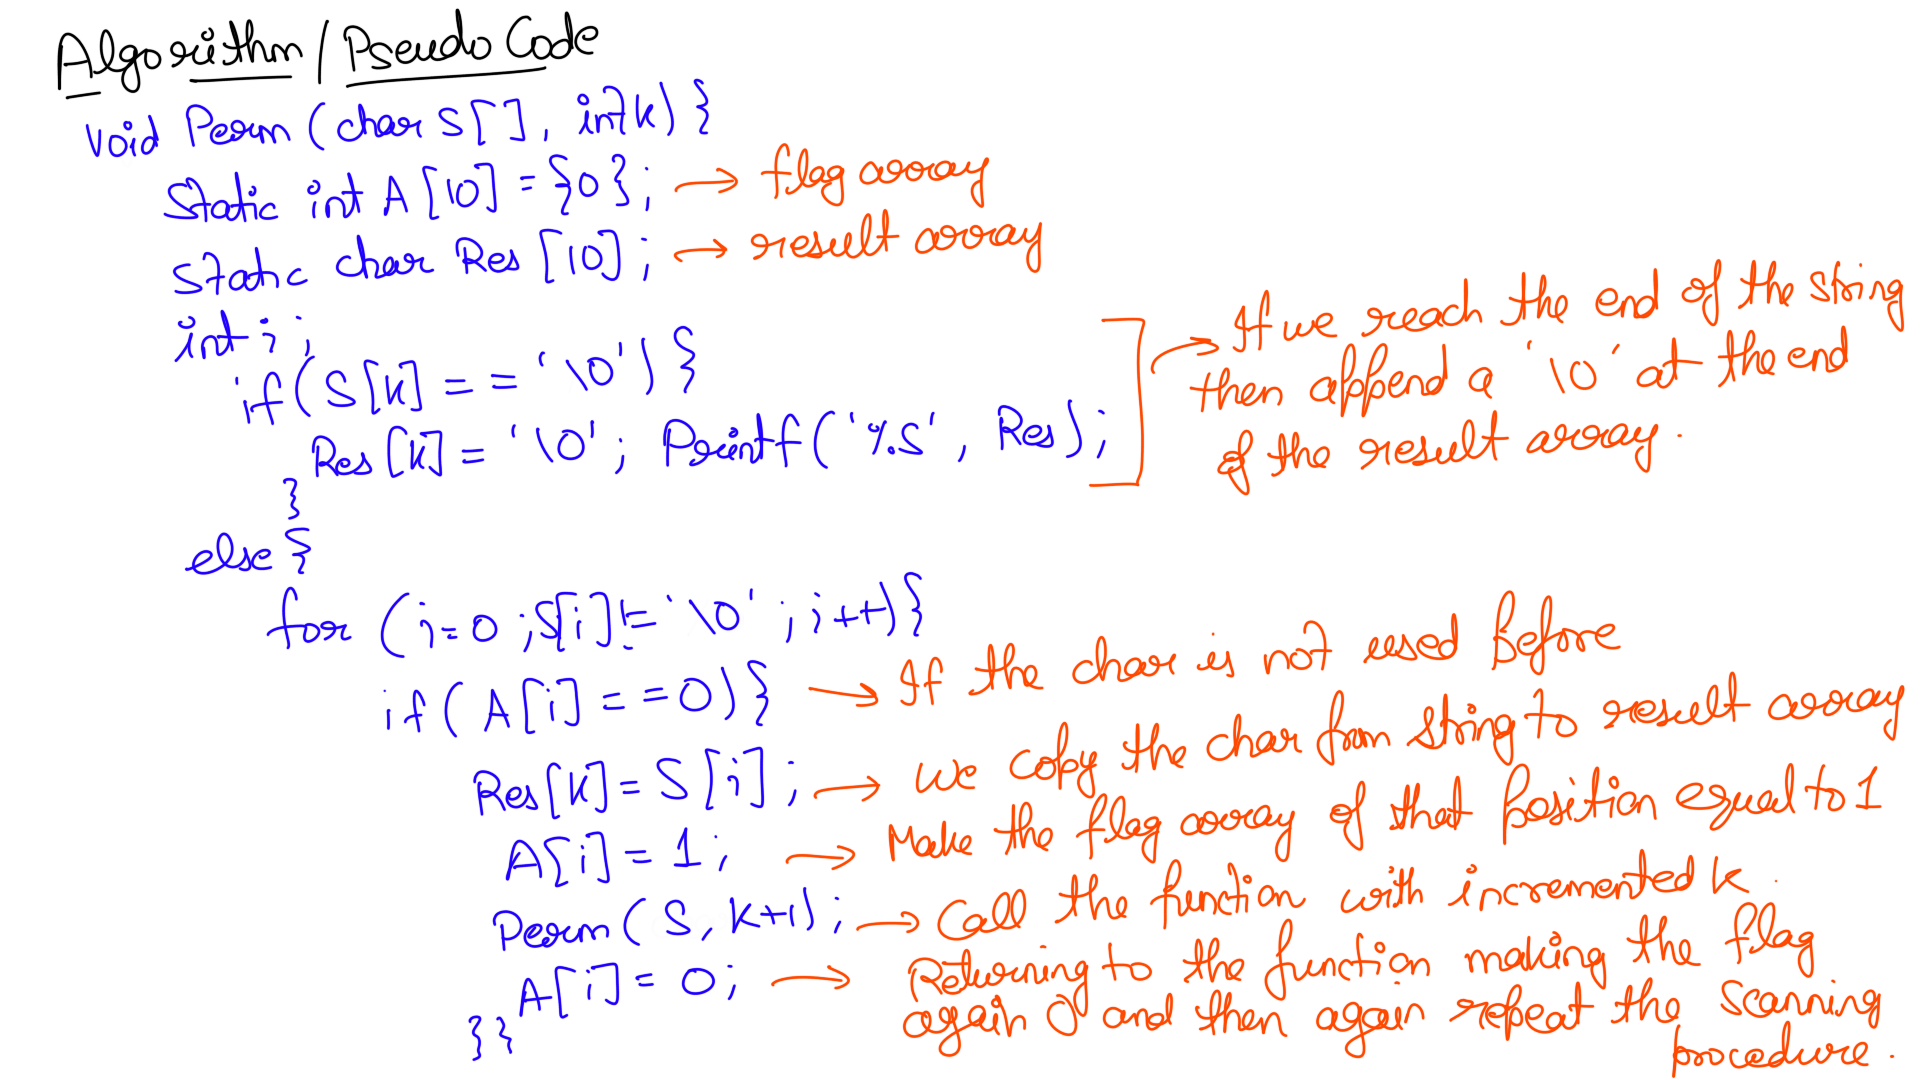 Algorithm / Pseudo Code
void Perm (char S[], int k) {
Static int A [10] = {0}; → flag array
static char Res [10]; → result array
int i;
if (S[k] = = '\0') {
Res [k] = '\0'; Printf ('%s', Res);
→ If we reach the end of the string
then append a '\0' at the end
of the result array.
}
else {
for (i=0 ; S[i] != '\0' ; i++) {
if ( A[i] = = 0) { → If the char is not used before
Res[k] = S[i]; → We copy the char from string to result array
A[i] = 1; → Make the flag array of that position equal to 1
Perm ( S, k+1); → Call the function with incremented k.
A[i] = 0; → Returning to the function making the flag
again 0 and then again repeat the scanning
procedure.
} }